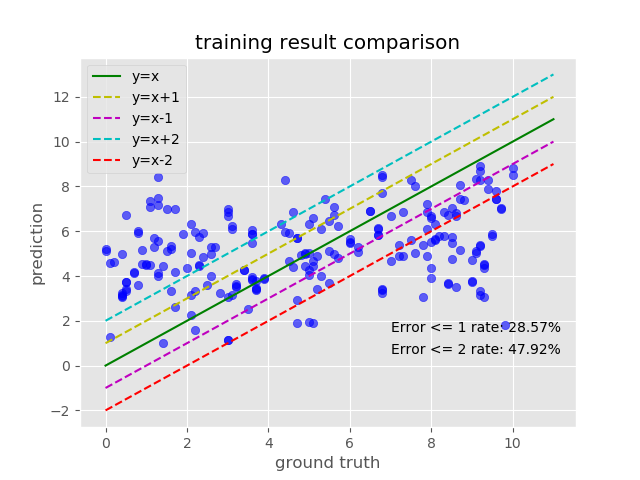 training result comparison
y=x
y=x+1
y=x-1
y=x+2
y=x-2
12
10
8
6
4
2
0
−2
prediction
Error <= 1 rate: 28.57%
Error <= 2 rate: 47.92%
0 2 4 6 8 10
ground truth